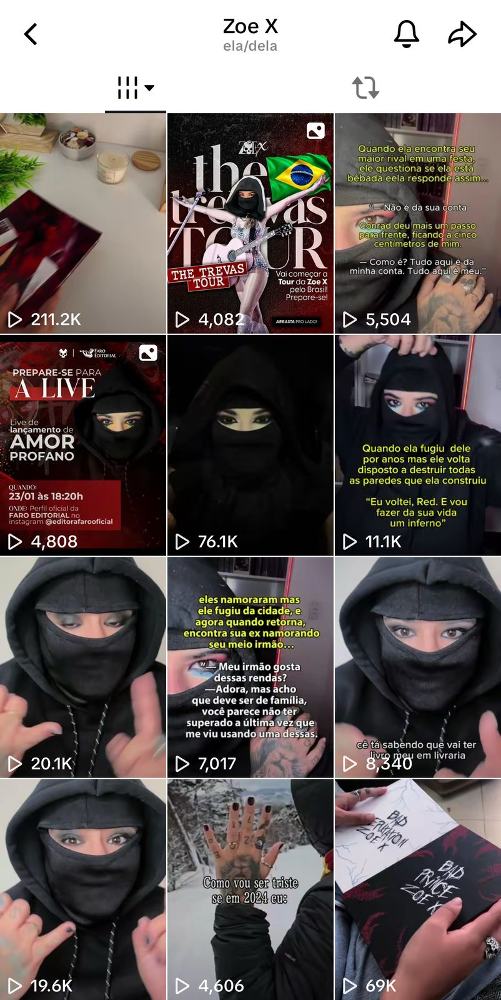 Zoe X
ela/dela
211.2K
ZOEX
the
trevas
TOUR
THE TREVAS
TOUR
Vai começar a
Tour da Zoe X
pelo Brasil!
Prepare-se!
ARRASTA PRO LADO!
4,082
Quando ela encontra seu
maior rival em uma festa,
ele questiona se ela está
bêbada eela responde assim...
“— Não é da sua conta
Conrad deu mais um passo
para frente, ficando a cinco
centímetros de mim.
— Como é? Tudo aqui é da
minha conta. Tudo aqui é meu.”
5,504
FARO
EDITORIAL
PREPARE-SE PARA
A LIVE
Live de
lançamento de
AMOR
PROFANO
QUANDO:
23/01 às 18:20h
ONDE: Perfil oficial da
FARO EDITORIAL no
instagram @editorafarooficial
4,808
76.1K
Quando ela fugiu dele
por anos mas ele volta
disposto a destruir todas
as paredes que ela construiu
“Eu voltei, Red. E vou
fazer da sua vida
um inferno”
11.1K
20.1K
eles namoraram mas
ele fugiu da cidade, e
agora quando retorna,
encontra sua ex namorando
seu meio irmão...
“— Meu irmão gosta
dessas rendas?
—Adora, mas acho
que deve ser de família,
você parece não ter
superado a última vez que
me viu usando uma dessas.
7,017
cê tá sabendo que vai ter
livro meu em livraria
8,340
19.6K
Como vou ser triste
se em 2024 eu:
4,606
BAD
REPUTATION
ZOE X
BAD
PRINCE
ZOE X
69K